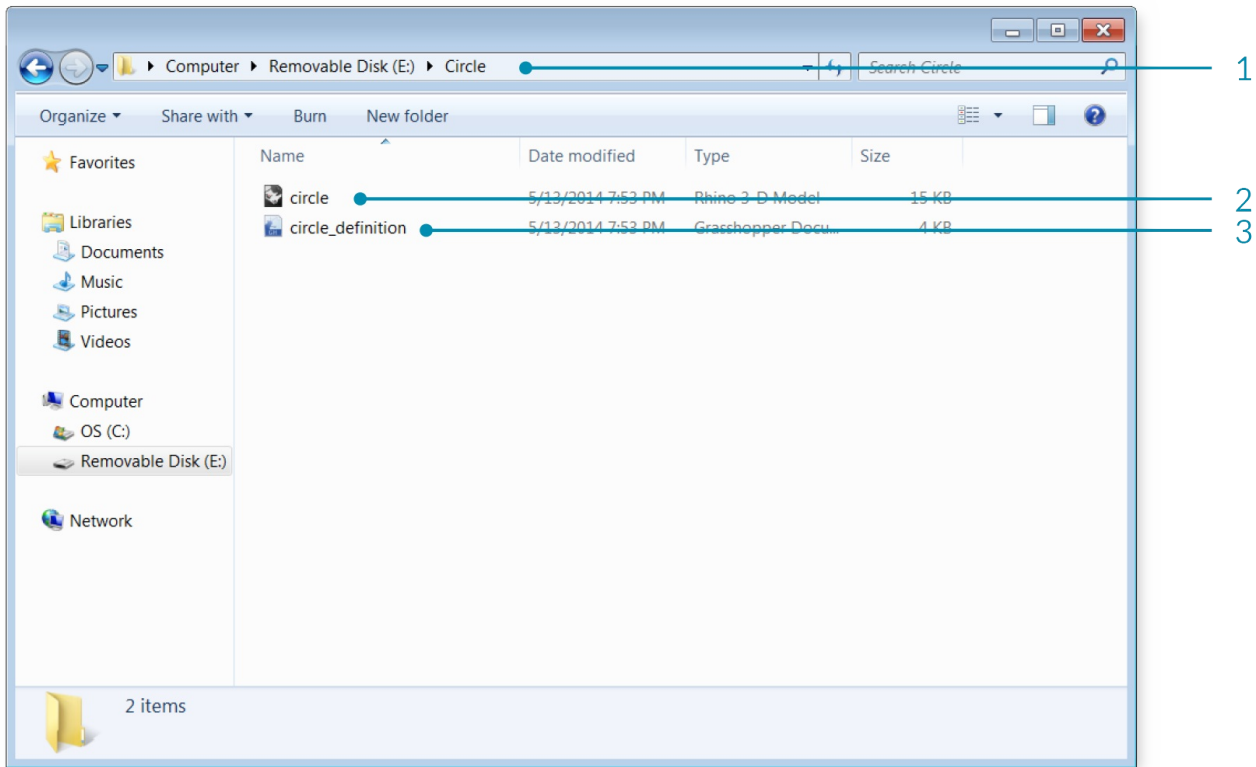 Computer Removable Disk (E:) Circle Search Circle 1
Organize Share with Burn New folder
Favorites
Libraries
Documents
Music
Pictures
Videos
Computer
OS (C:)
Removable Disk (E:)
Network
Name Date modified Type Size
circle 5/13/2014 7:53 PM Rhino 3-D Model 15 KB 2
circle_definition 5/13/2014 7:53 PM Grasshopper Docu... 4 KB 3
2 items